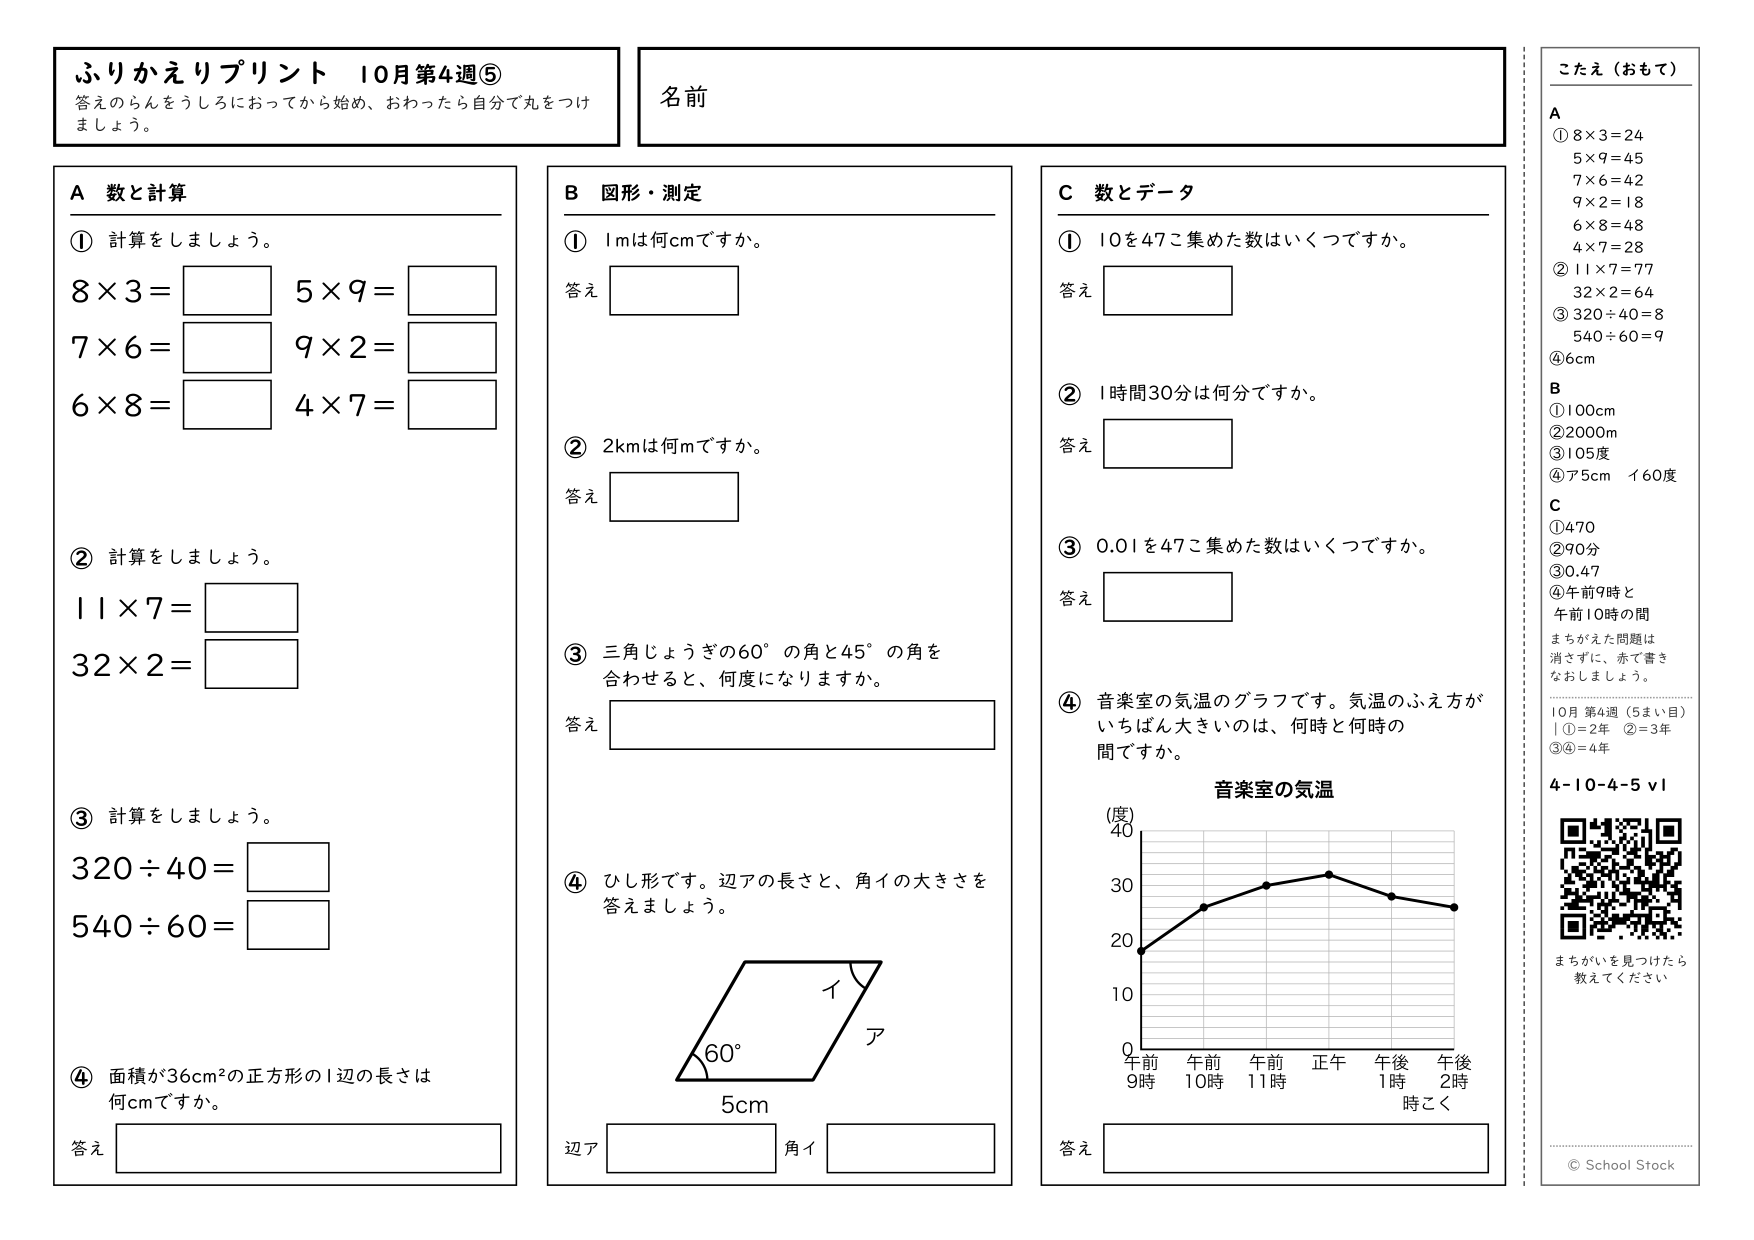 ふりかえりプリント　10月第4週⑤
答えのらんをうしろにおってから始め、おわったら自分で丸をつけ
ましょう。
名前
A　数と計算
① 計算をしましょう。
8×3＝　5×9＝
7×6＝　9×2＝
6×8＝　4×7＝
② 計算をしましょう。
11×7＝
32×2＝
③ 計算をしましょう。
320÷40＝
540÷60＝
④ 面積が36cm²の正方形の1辺の長さは
何cmですか。
答え
B　図形・測定
① 1mは何cmですか。
答え
② 2kmは何mですか。
答え
③ 三角じょうぎの60°の角と45°の角を
合わせると、何度になりますか。
答え
④ ひし形です。辺アの長さと、角イの大きさを
答えましょう。
イ
ア
60°
5cm
辺ア　角イ
C　数とデータ
① 10を47こ集めた数はいくつですか。
答え
② 1時間30分は何分ですか。
答え
③ 0.01を47こ集めた数はいくつですか。
答え
④ 音楽室の気温のグラフです。気温のふえ方が
いちばん大きいのは、何時と何時の
間ですか。
音楽室の気温
(度)
40
30
20
10
0
午前　午前　午前　正午　午後　午後
9時　10時　11時　1時　2時
時こく
答え
こたえ（おもて）
A
① 8×3＝24
5×9＝45
7×6＝42
9×2＝18
6×8＝48
4×7＝28
② 11×7＝77
32×2＝64
③ 320÷40＝8
540÷60＝9
④6cm
B
①100cm
②2000m
③105度
④ア5cm　イ60度
C
①470
②90分
③0.47
④午前9時と
午前10時の間
まちがえた問題は
消さずに、赤で書き
なおしましょう。
10月 第4週（5まい目）
｜①＝2年　②＝3年
③④＝4年
4-10-4-5 v1
まちがいを見つけたら
教えてください
© School Stock